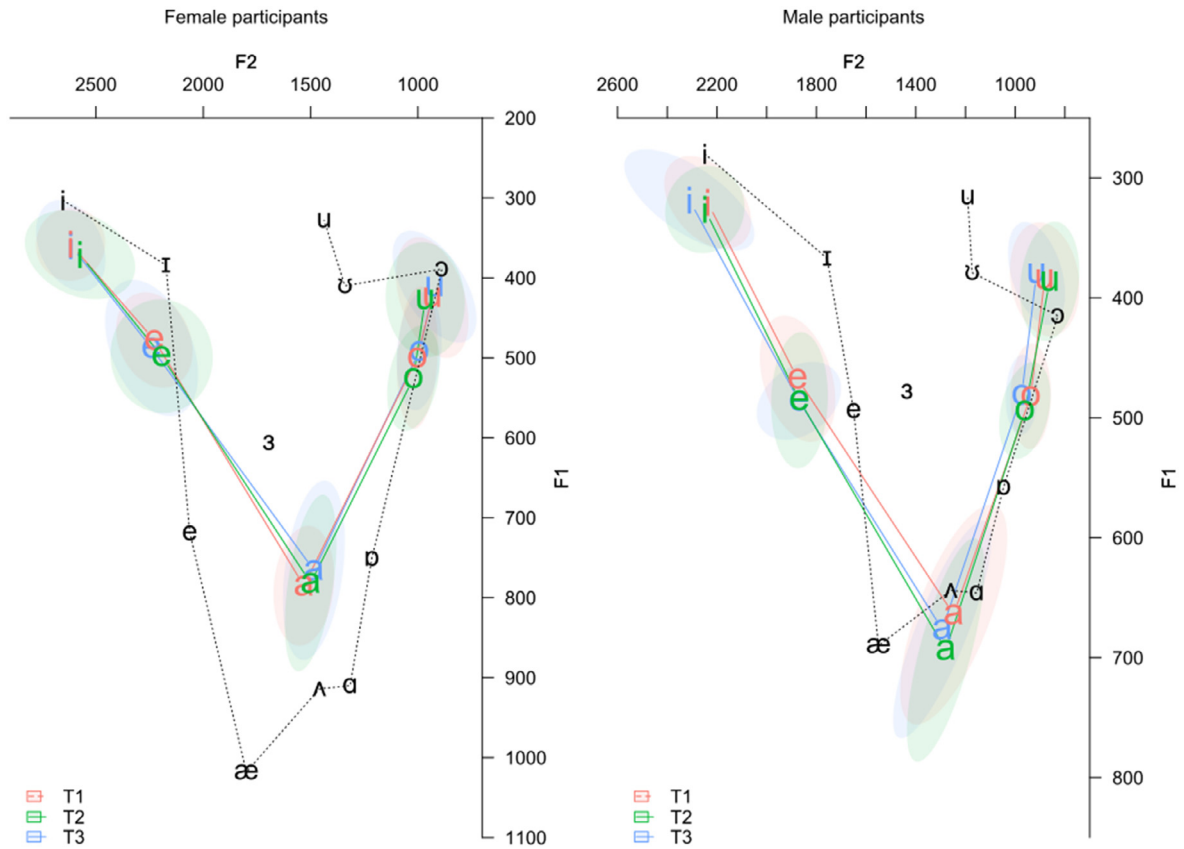 Female participants
Male participants
F2
F2
2500 2000 1500 1000
2600 2200 1800 1400 1000
200
300
400
500
600
700
800
900
1000
1100
F1
300
400
500
600
700
800
F1
i
ɪ
e
æ
ʌ
ɑ
ɒ
ɔ
ʊ
u
ɜ
i i
e e e
a a a
o o o
u u u
T1
T2
T3
i
ɪ
e
æ
ʌ
ɑ
ɒ
ɔ
ʊ
u
ɜ
i i i
e e
a a a
o o o
u u u
T1
T2
T3